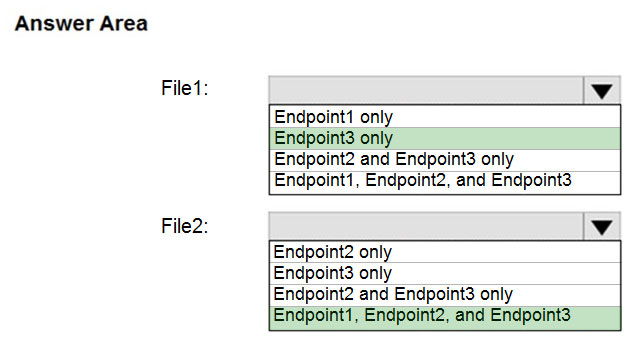 Answer Area
File1:
Endpoint1 only
Endpoint3 only
Endpoint2 and Endpoint3 only
Endpoint1, Endpoint2, and Endpoint3
File2:
Endpoint2 only
Endpoint3 only
Endpoint2 and Endpoint3 only
Endpoint1, Endpoint2, and Endpoint3